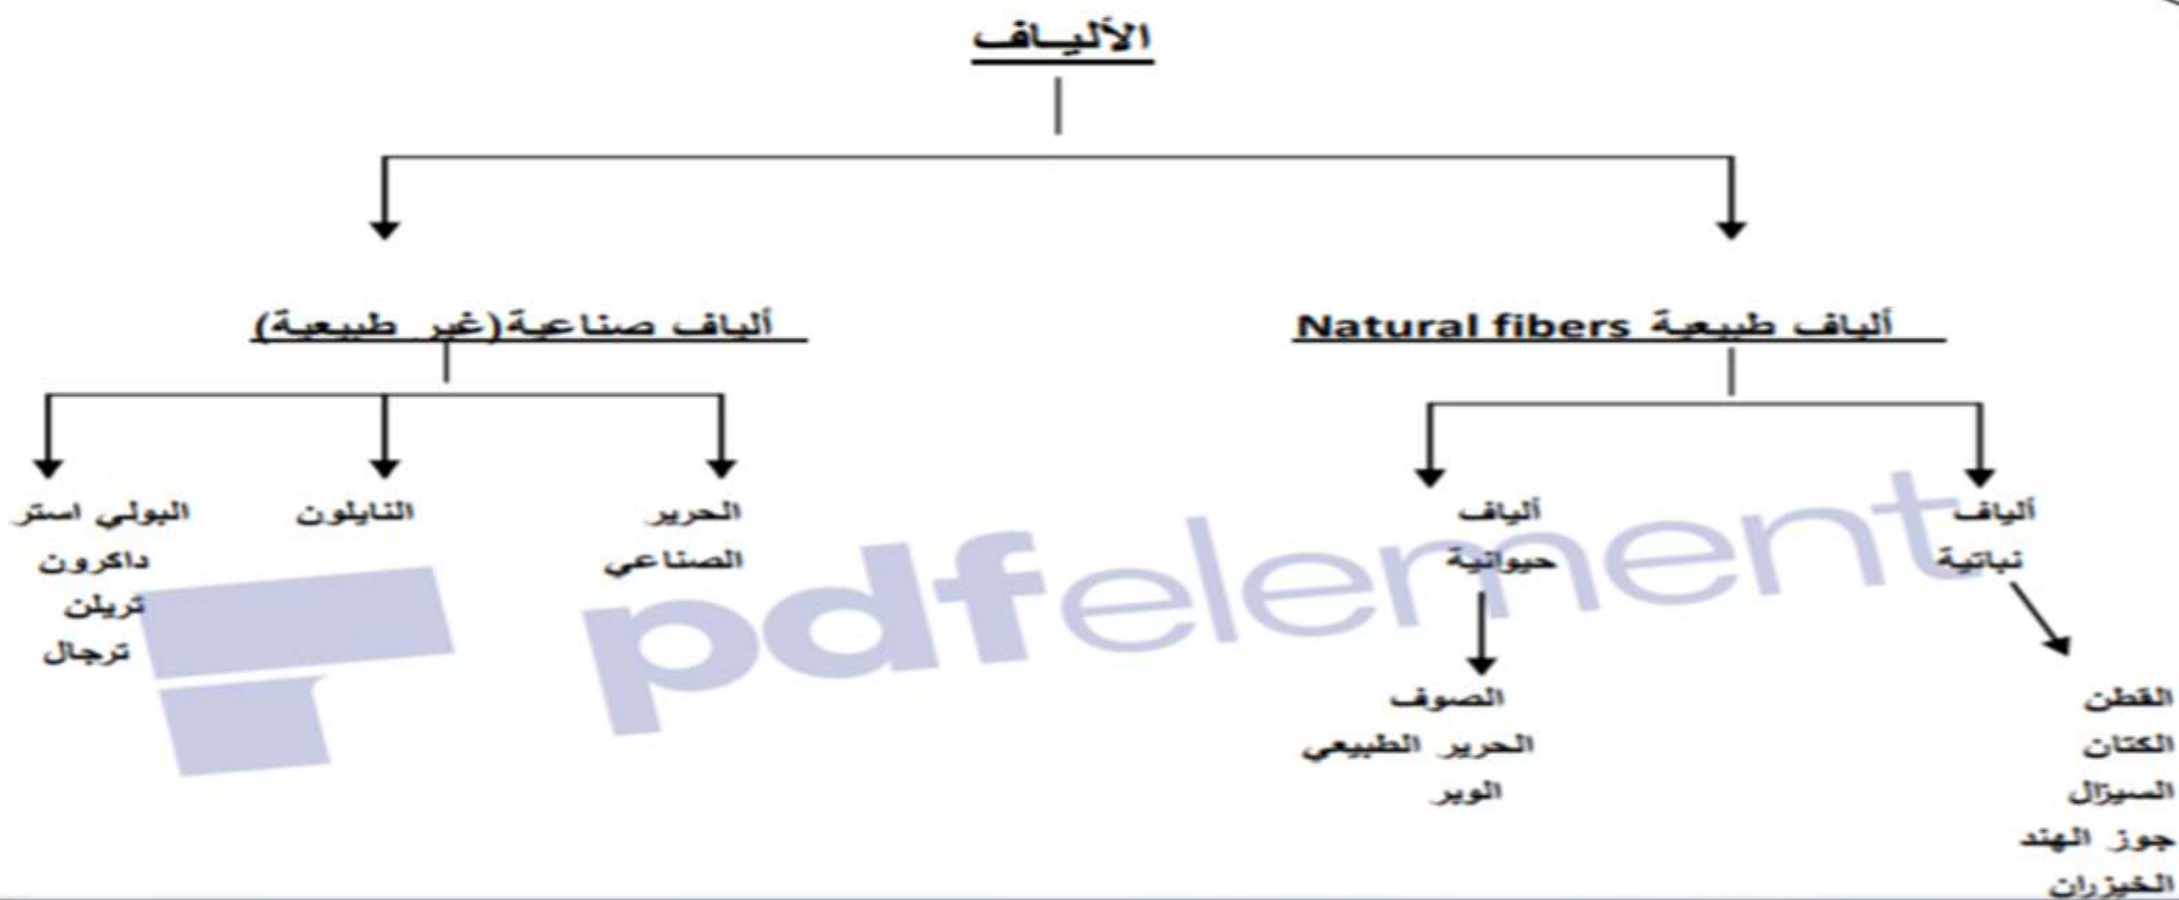 الأليـاف
ألياف طبيعية Natural fibers
ألياف صناعية(غير طبيعية)
ألياف
نباتية
القطن
الكتان
السيزال
جوز الهند
الخيزران
ألياف
حيوانية
الصوف
الحرير الطبيعي
الوبر
الحرير
الصناعي
النايلون
البولي استر
داكرون
تريلن
ترجال
pdfelement